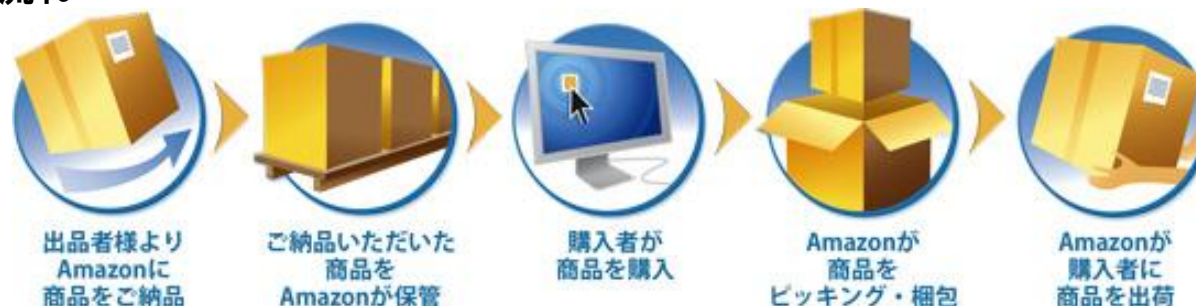 出品者様より
Amazonに
商品をご納品
ご納品いただいた
商品を
Amazonが保管
購入者が
商品を購入
Amazonが
商品を
ピッキング・梱包
Amazonが
購入者に
商品を出荷